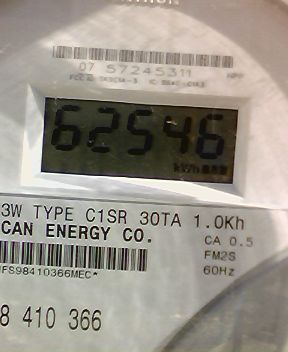 07 57245311
62546
kWh
3W TYPE C1SR 30TA 1.0Kh
CAN ENERGY CO.
CA 0.5
FM2S
60Hz
FS98410366MEC*
8 410 366